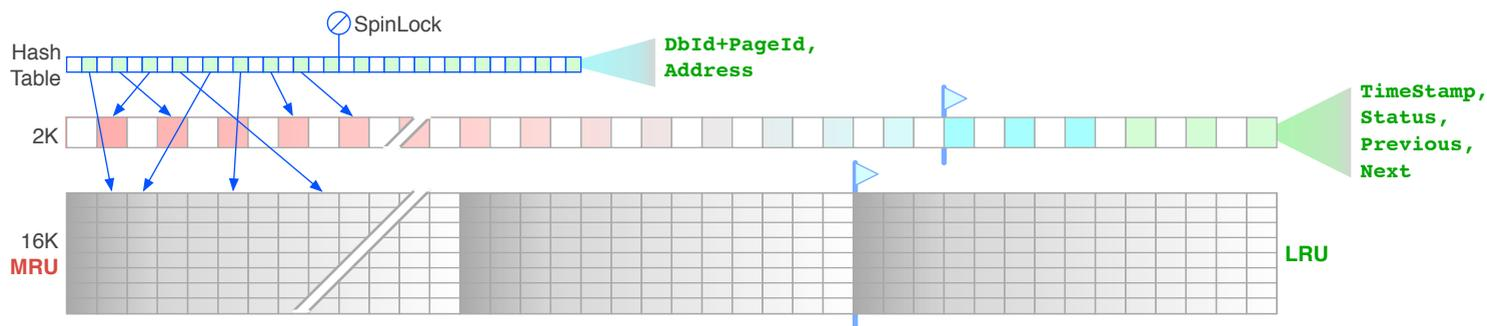 SpinLock
Hash
Table
DbId+PageId,
Address
2K
TimeStamp,
Status,
Previous,
Next
16K
MRU
LRU